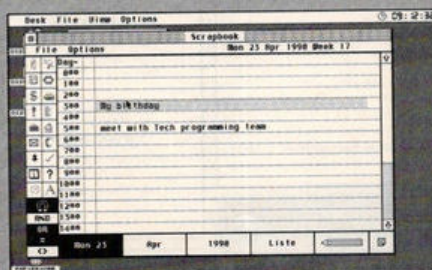 Desk File View Options
Scrapbook
File Options Mon 23 Apr 1990 Week 17
Day-
000
100
200
300 My birthday
400
500 meet with Tech programming team
600
700
800
900
1000
1100
1200
AND 1300
OR 1400
=
<> Mon 23 Apr 1990 Liste